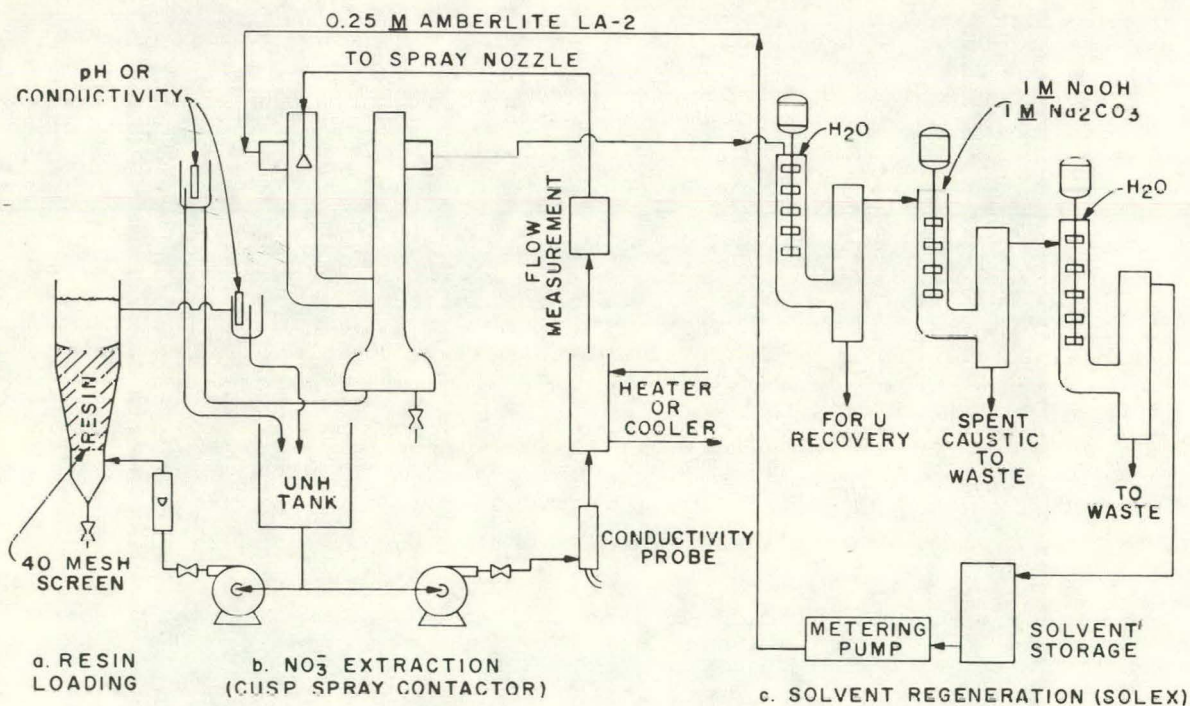 0.25 M AMBERLITE LA-2
TO SPRAY NOZZLE
pH OR
CONDUCTIVITY
H2O
1 M NaOH
1 M Na2CO3
H2O
FLOW
MEASUREMENT
RESIN
HEATER
OR
COOLER
FOR U
RECOVERY
SPENT
CAUSTIC
TO
WASTE
TO
WASTE
UNH
TANK
CONDUCTIVITY
PROBE
40 MESH
SCREEN
METERING
PUMP
SOLVENT
STORAGE
a. RESIN
LOADING
b. NO3̄ EXTRACTION
(CUSP SPRAY CONTACTOR)
c. SOLVENT REGENERATION (SOLEX)